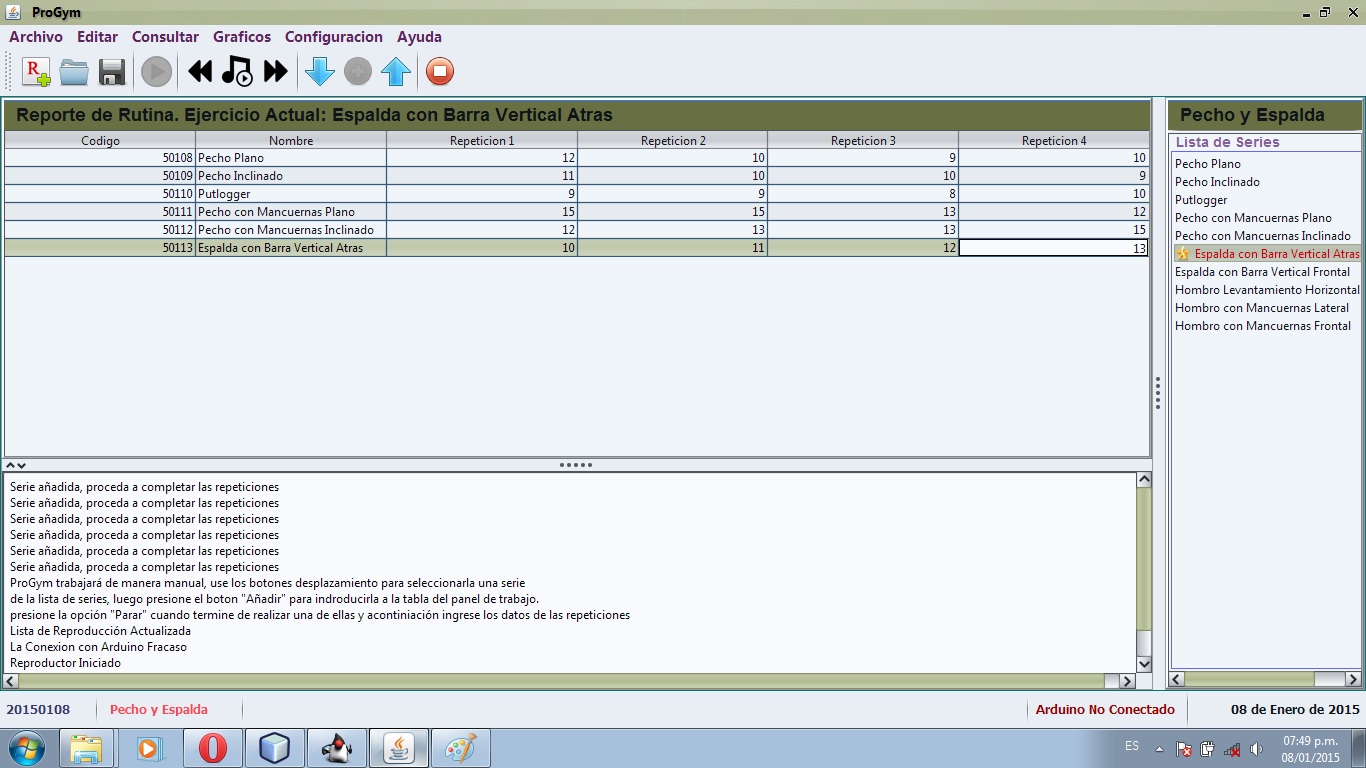 ProGym
Archivo Editar Consultar Graficos Configuracion Ayuda
R
Reporte de Rutina. Ejercicio Actual: Espalda con Barra Vertical Atras
Codigo Nombre Repeticion 1 Repeticion 2 Repeticion 3 Repeticion 4
50108 Pecho Plano 12 10 9 10
50109 Pecho Inclinado 11 10 10 9
50110 Putlogger 9 9 8 10
50111 Pecho con Mancuernas Plano 15 15 13 12
50112 Pecho con Mancuernas Inclinado 12 13 13 15
50113 Espalda con Barra Vertical Atras 10 11 12 13
Pecho y Espalda
Lista de Series
Pecho Plano
Pecho Inclinado
Putlogger
Pecho con Mancuernas Plano
Pecho con Mancuernas Inclinado
Espalda con Barra Vertical Atras
Espalda con Barra Vertical Frontal
Hombro Levantamiento Horizontal
Hombro con Mancuernas Lateral
Hombro con Mancuernas Frontal
Serie añadida, proceda a completar las repeticiones
Serie añadida, proceda a completar las repeticiones
Serie añadida, proceda a completar las repeticiones
Serie añadida, proceda a completar las repeticiones
Serie añadida, proceda a completar las repeticiones
Serie añadida, proceda a completar las repeticiones
ProGym trabajará de manera manual, use los botones desplazamiento para seleccionarla una serie
de la lista de series, luego presione el boton "Añadir" para indroducirla a la tabla del panel de trabajo.
presione la opción "Parar" cuando termine de realizar una de ellas y acontiniación ingrese los datos de las repeticiones
Lista de Reproducción Actualizada
La Conexion con Arduino Fracaso
Reproductor Iniciado
20150108 Pecho y Espalda Arduino No Conectado 08 de Enero de 2015
ES 07:49 p.m.
08/01/2015